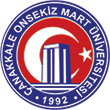 ÇANAKKALE ONSEKİZ MART ÜNİVERSİTESİ
• 1992 •